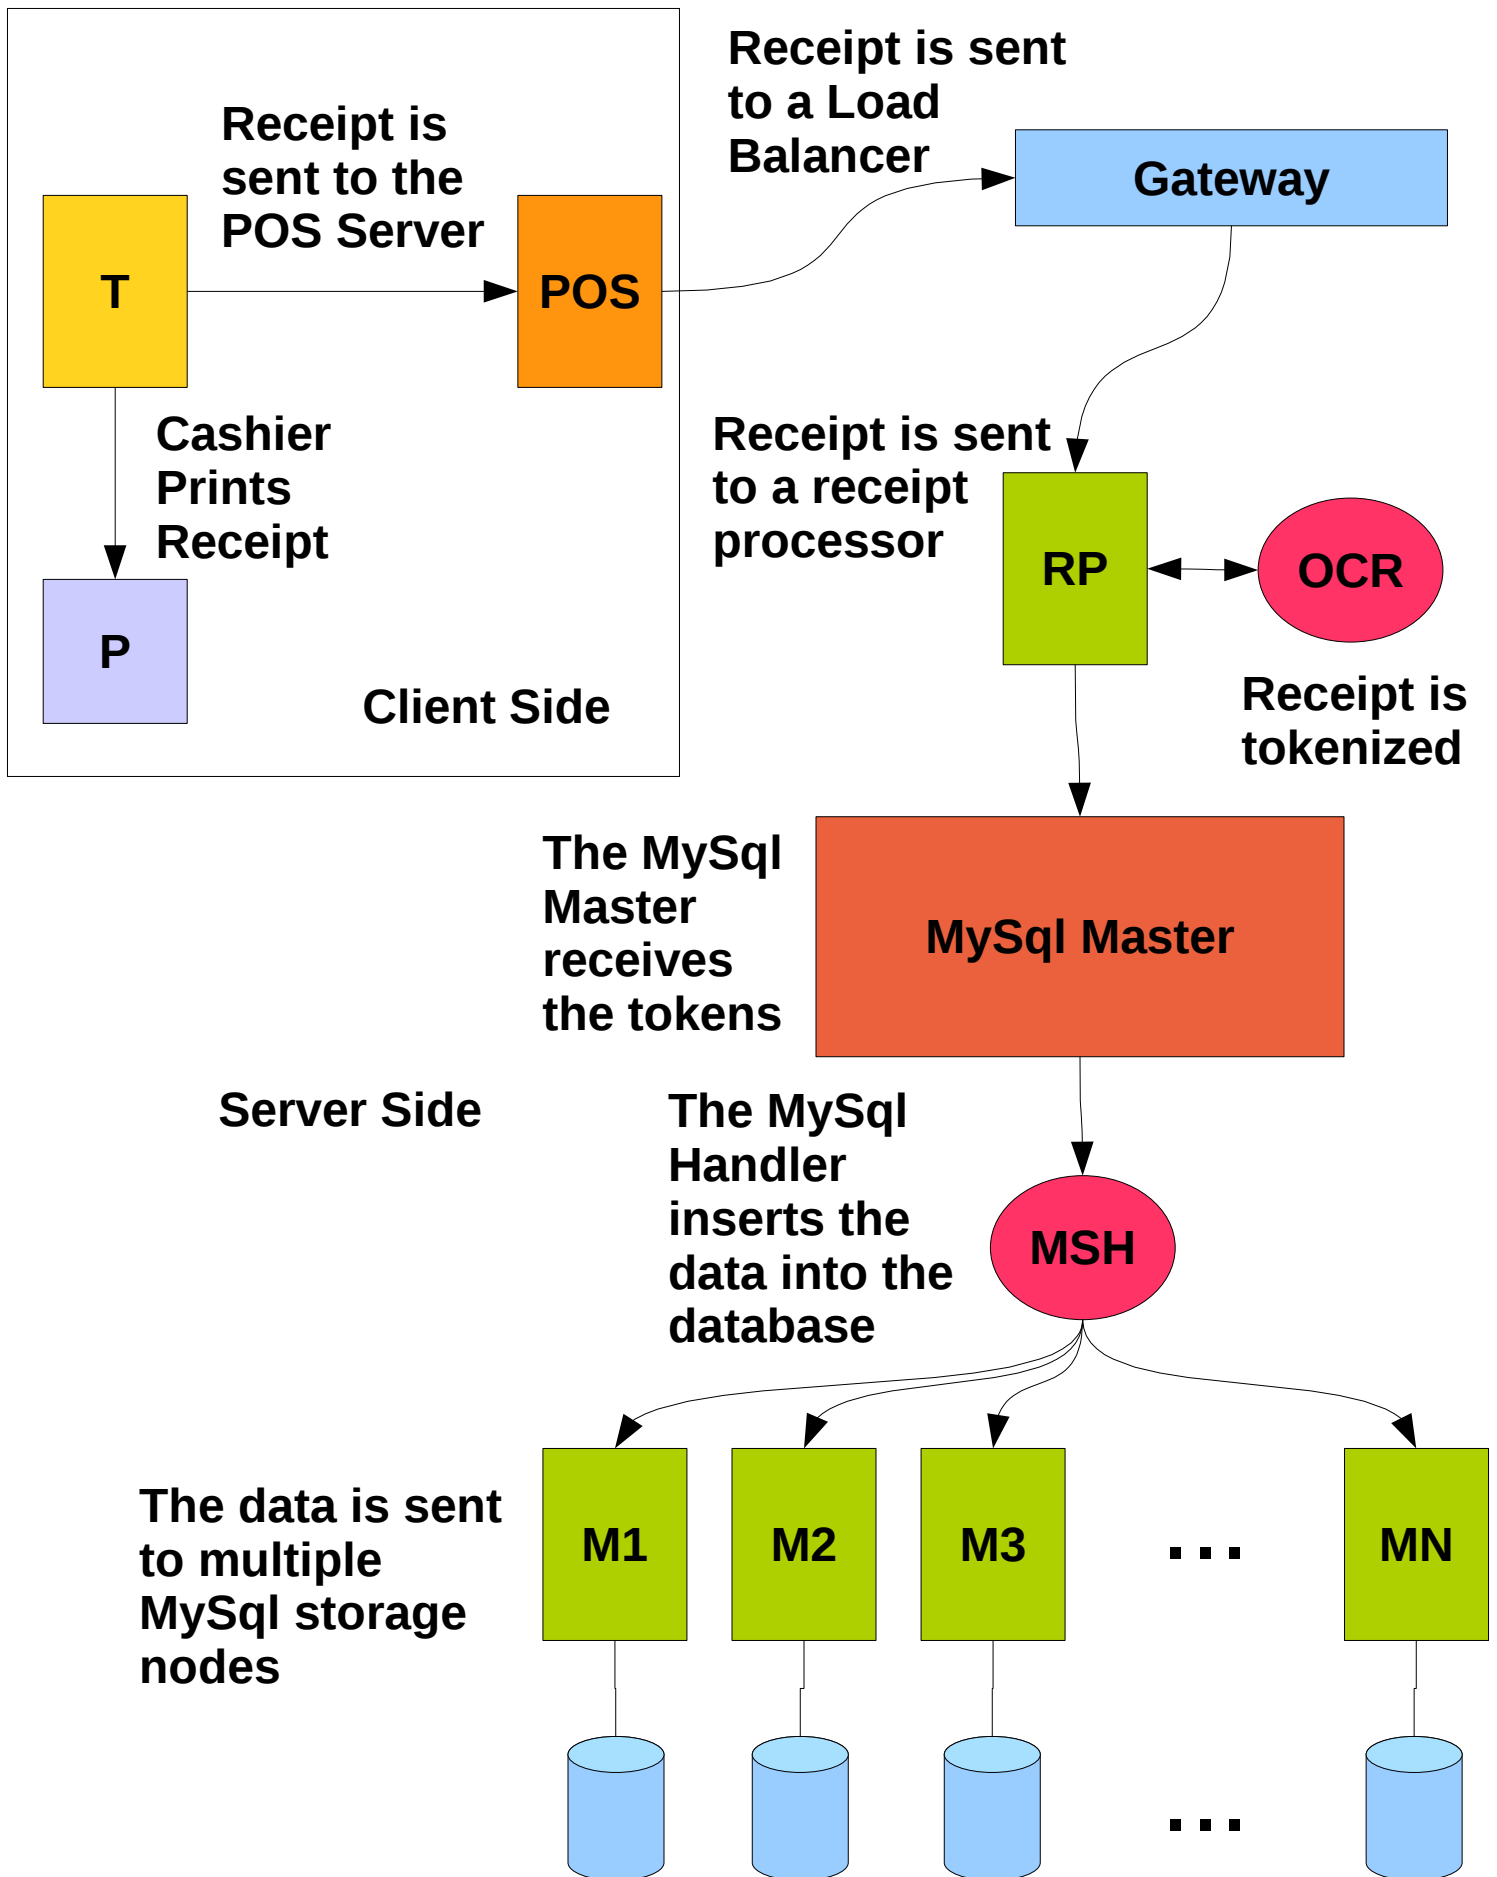 Receipt is sent
to a Load
Balancer
Receipt is
sent to the
POS Server
Gateway
T
POS
Cashier
Prints
Receipt
Receipt is sent
to a receipt
processor
RP
OCR
P
Client Side
Receipt is
tokenized
The MySql
Master
receives
the tokens
MySql Master
Server Side
The MySql
Handler
inserts the
data into the
database
MSH
The data is sent
to multiple
MySql storage
nodes
M1
M2
M3
...
MN
...